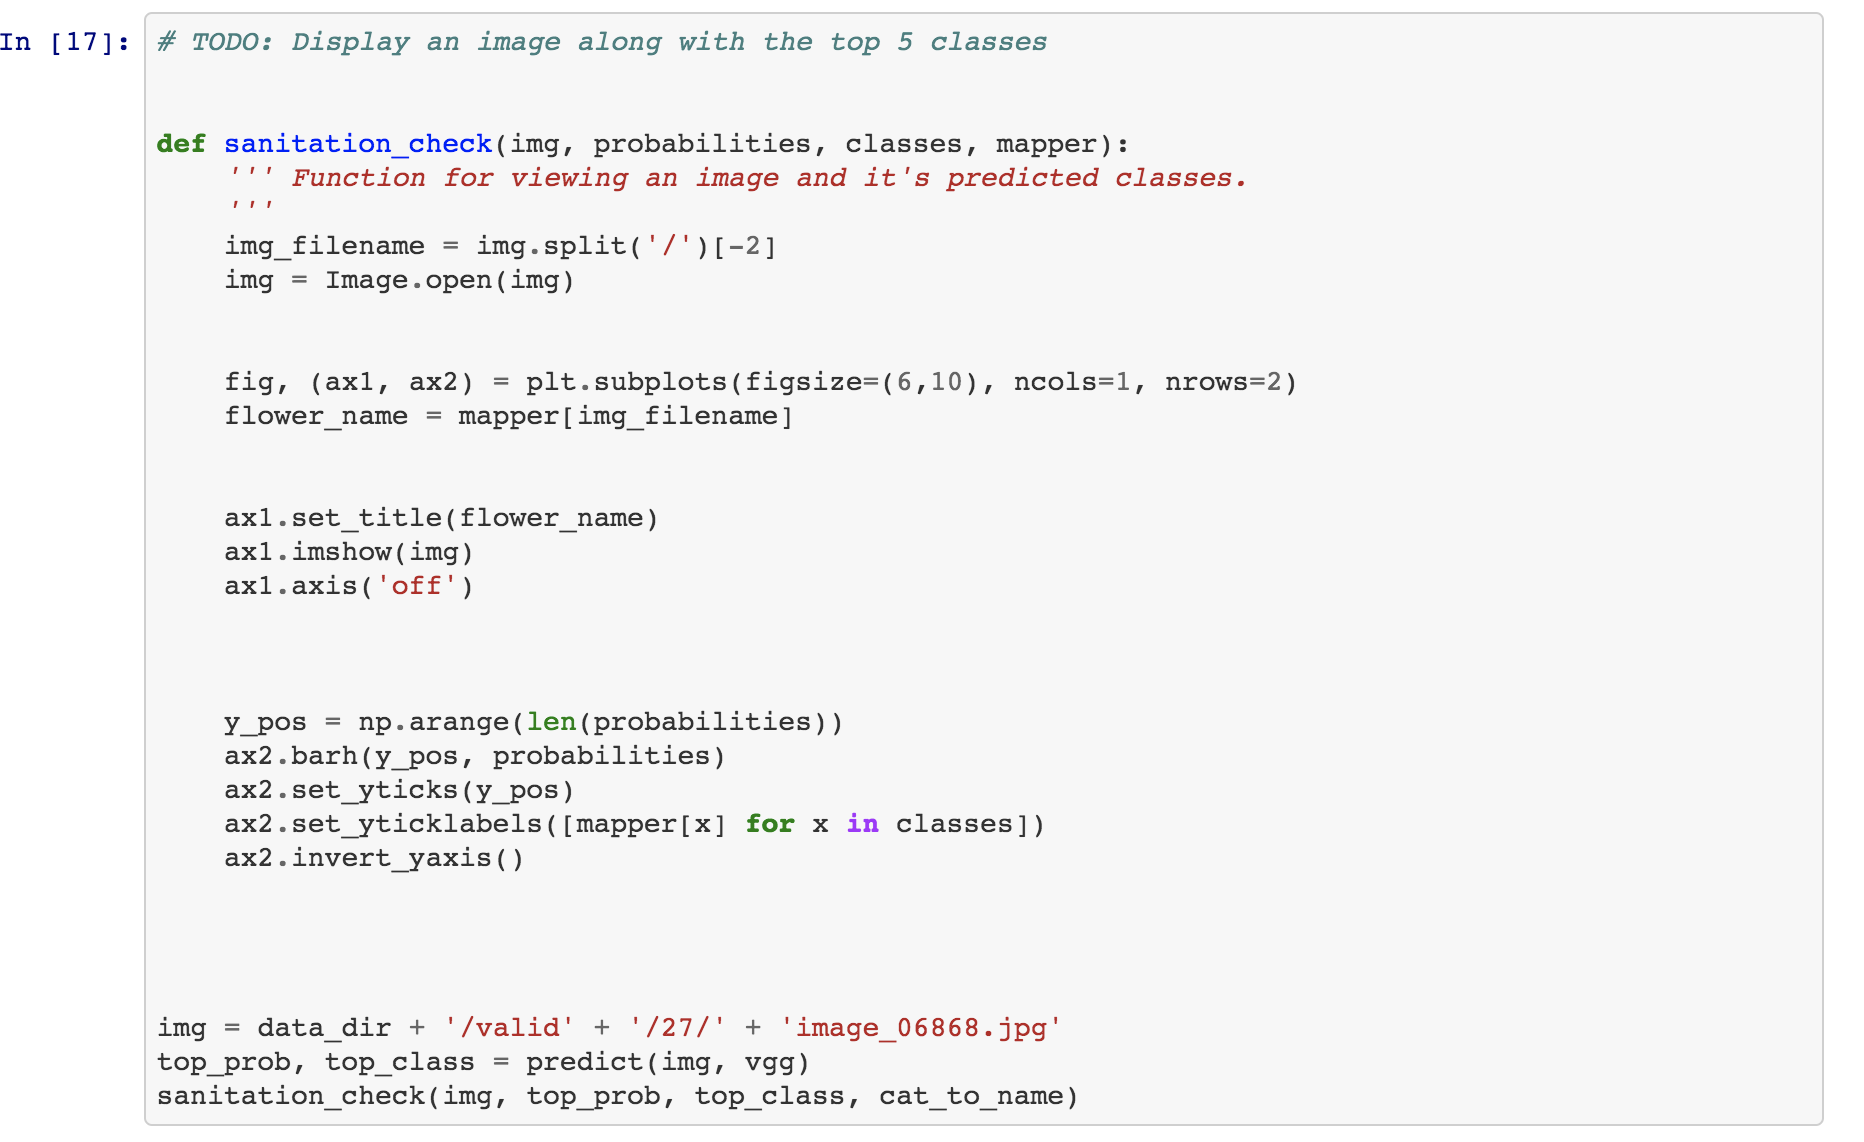 In [17]: # TODO: Display an image along with the top 5 classes
def sanitation_check(img, probabilities, classes, mapper):
    ''' Function for viewing an image and it's predicted classes.
    '''
    img_filename = img.split('/')[-2]
    img = Image.open(img)
    fig, (ax1, ax2) = plt.subplots(figsize=(6,10), ncols=1, nrows=2)
    flower_name = mapper[img_filename]
    ax1.set_title(flower_name)
    ax1.imshow(img)
    ax1.axis('off')
    y_pos = np.arange(len(probabilities))
    ax2.barh(y_pos, probabilities)
    ax2.set_yticks(y_pos)
    ax2.set_yticklabels([mapper[x] for x in classes])
    ax2.invert_yaxis()
img = data_dir + '/valid' + '/27/' + 'image_06868.jpg'
top_prob, top_class = predict(img, vgg)
sanitation_check(img, top_prob, top_class, cat_to_name)